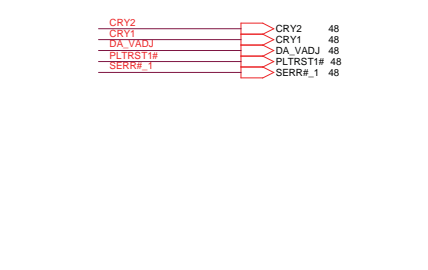 CRY2 CRY2 48
CRY1 CRY1 48
DA_VADJ DA_VADJ 48
PLTRST1# PLTRST1# 48
SERR#_1 SERR#_1 48